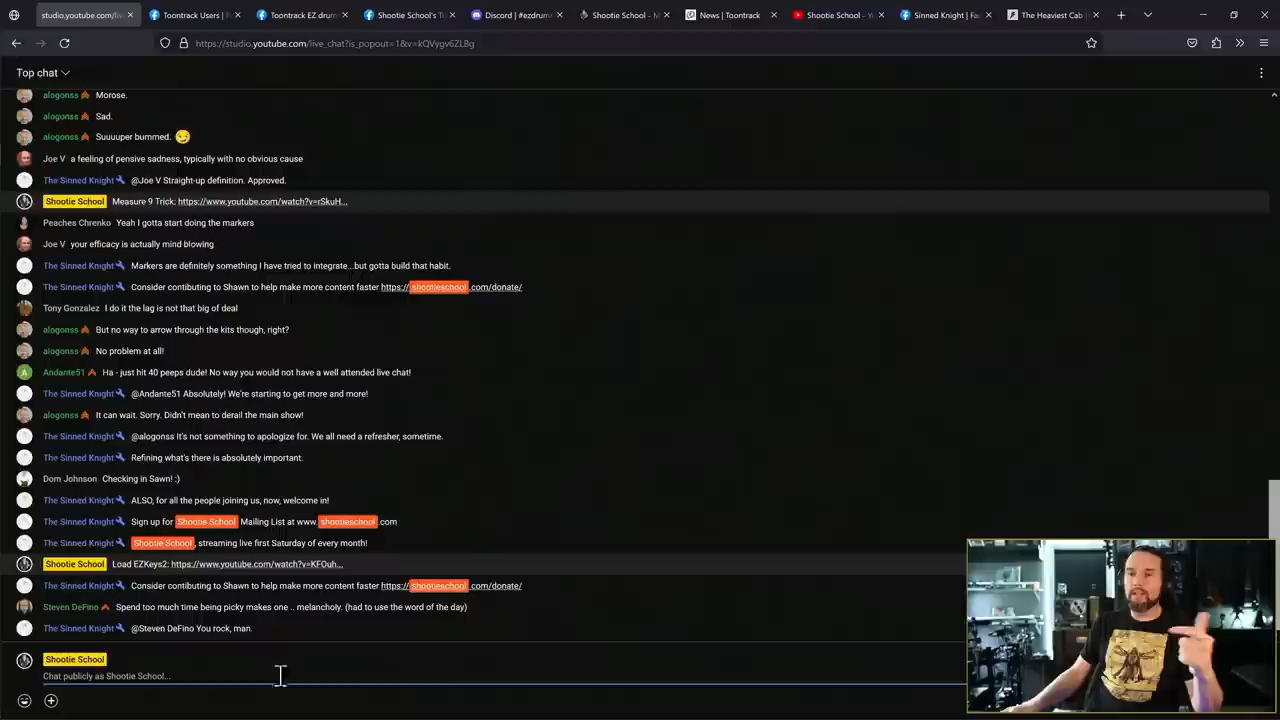 studio.youtube.com/live
Toontrack Users | F
Toontrack EZ drum
Shootie School's T
Discord | #ezdrum
Shootie School - M
News | Toontrack
Shootie School - Yo
Sinned Knight | Fa
The Heaviest Cab |
https://studio.youtube.com/live_chat?is_popout=1&v=kQVygv6ZLBg
Top chat
alogonss Morose.
alogonss Sad.
alogonss Suuuuper bummed. 😏
Joe V a feeling of pensive sadness, typically with no obvious cause
The Sinned Knight @Joe V Straight-up definition. Approved.
Shootie School Measure 9 Trick: https://www.youtube.com/watch?v=rSkuH...
Peaches Chrenko Yeah I gotta start doing the markers
Joe V your efficacy is actually mind blowing
The Sinned Knight Markers are definitely something I have tried to integrate...but gotta build that habit.
The Sinned Knight Consider contibuting to Shawn to help make more content faster https://shootieschool.com/donate/
Tony Gonzalez I do it the lag is not that big of deal
alogonss But no way to arrow through the kits though, right?
alogonss No problem at all!
Andante51 Ha - just hit 40 peeps dude! No way you would not have a well attended live chat!
The Sinned Knight @Andante51 Absolutely! We're starting to get more and more!
alogonss It can wait. Sorry. Didn't mean to derail the main show!
The Sinned Knight @alogonss It's not something to apologize for. We all need a refresher, sometime.
The Sinned Knight Refining what's there is absolutely important.
Dom Johnson Checking in Sawn! :)
The Sinned Knight ALSO, for all the people joining us, now, welcome in!
The Sinned Knight Sign up for Shootie School Mailing List at www.shootieschool.com
The Sinned Knight Shootie School, streaming live first Saturday of every month!
Shootie School Load EZKeys2: https://www.youtube.com/watch?v=KFOuh...
The Sinned Knight Consider contibuting to Shawn to help make more content faster https://shootieschool.com/donate/
Steven DeFino Spend too much time being picky makes one .. melancholy. (had to use the word of the day)
The Sinned Knight @Steven DeFino You rock, man.
Shootie School
Chat publicly as Shootie School...